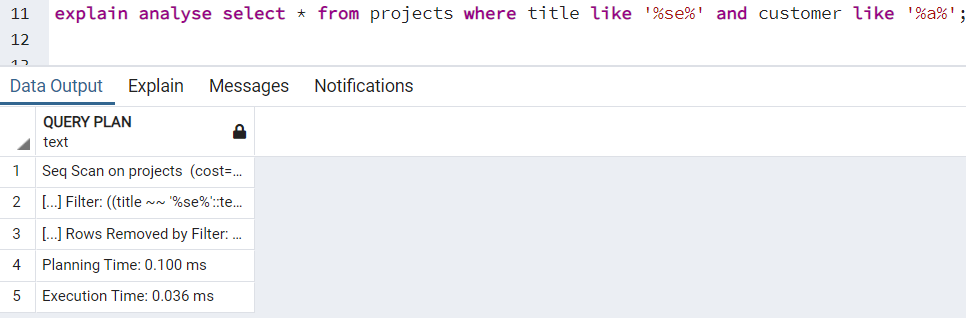 11 explain analyse select * from projects where title like '%se%' and customer like '%a%';
12
Data Output Explain Messages Notifications
QUERY PLAN
text
1 Seq Scan on projects (cost=...
2 [...] Filter: ((title ~~ '%se%'::te...
3 [...] Rows Removed by Filter: ...
4 Planning Time: 0.100 ms
5 Execution Time: 0.036 ms